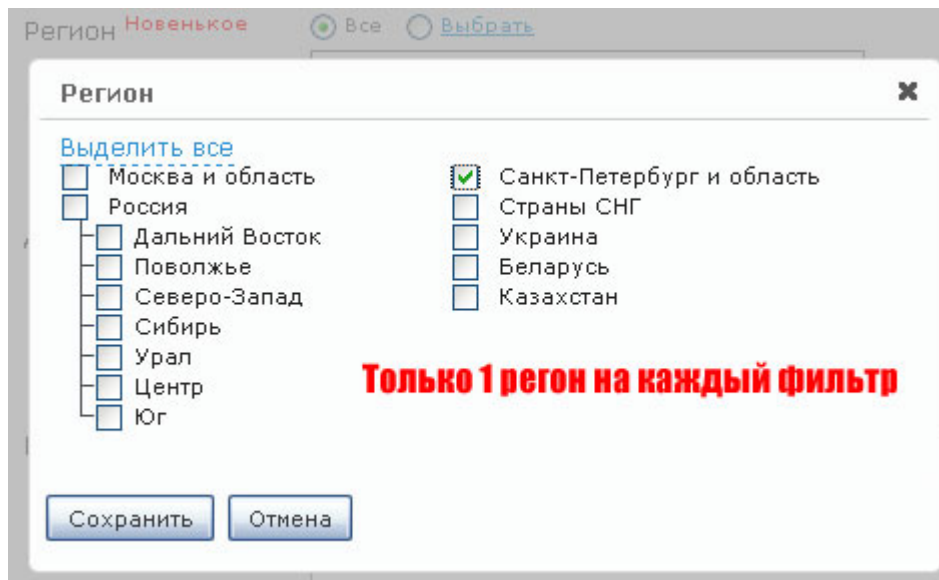 Регион Новенькое Все Выбрать
Регион
Выделить все
Москва и область
Россия
Дальний Восток
Поволжье
Северо-Запад
Сибирь
Урал
Центр
Юг
Санкт-Петербург и область
Страны СНГ
Украина
Беларусь
Казахстан
Только 1 регон на каждый фильтр
Сохранить Отмена